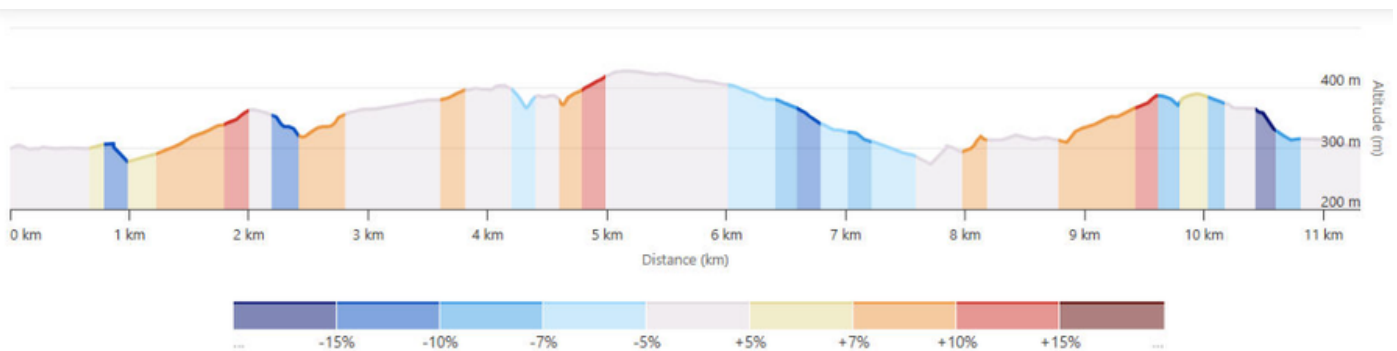 400 m
300 m
200 m
Altitude (m)
0 km 1 km 2 km 3 km 4 km 5 km 6 km 7 km 8 km 9 km 10 km 11 km
Distance (km)
... -15% -10% -7% -5% +5% +7% +10% +15% ...